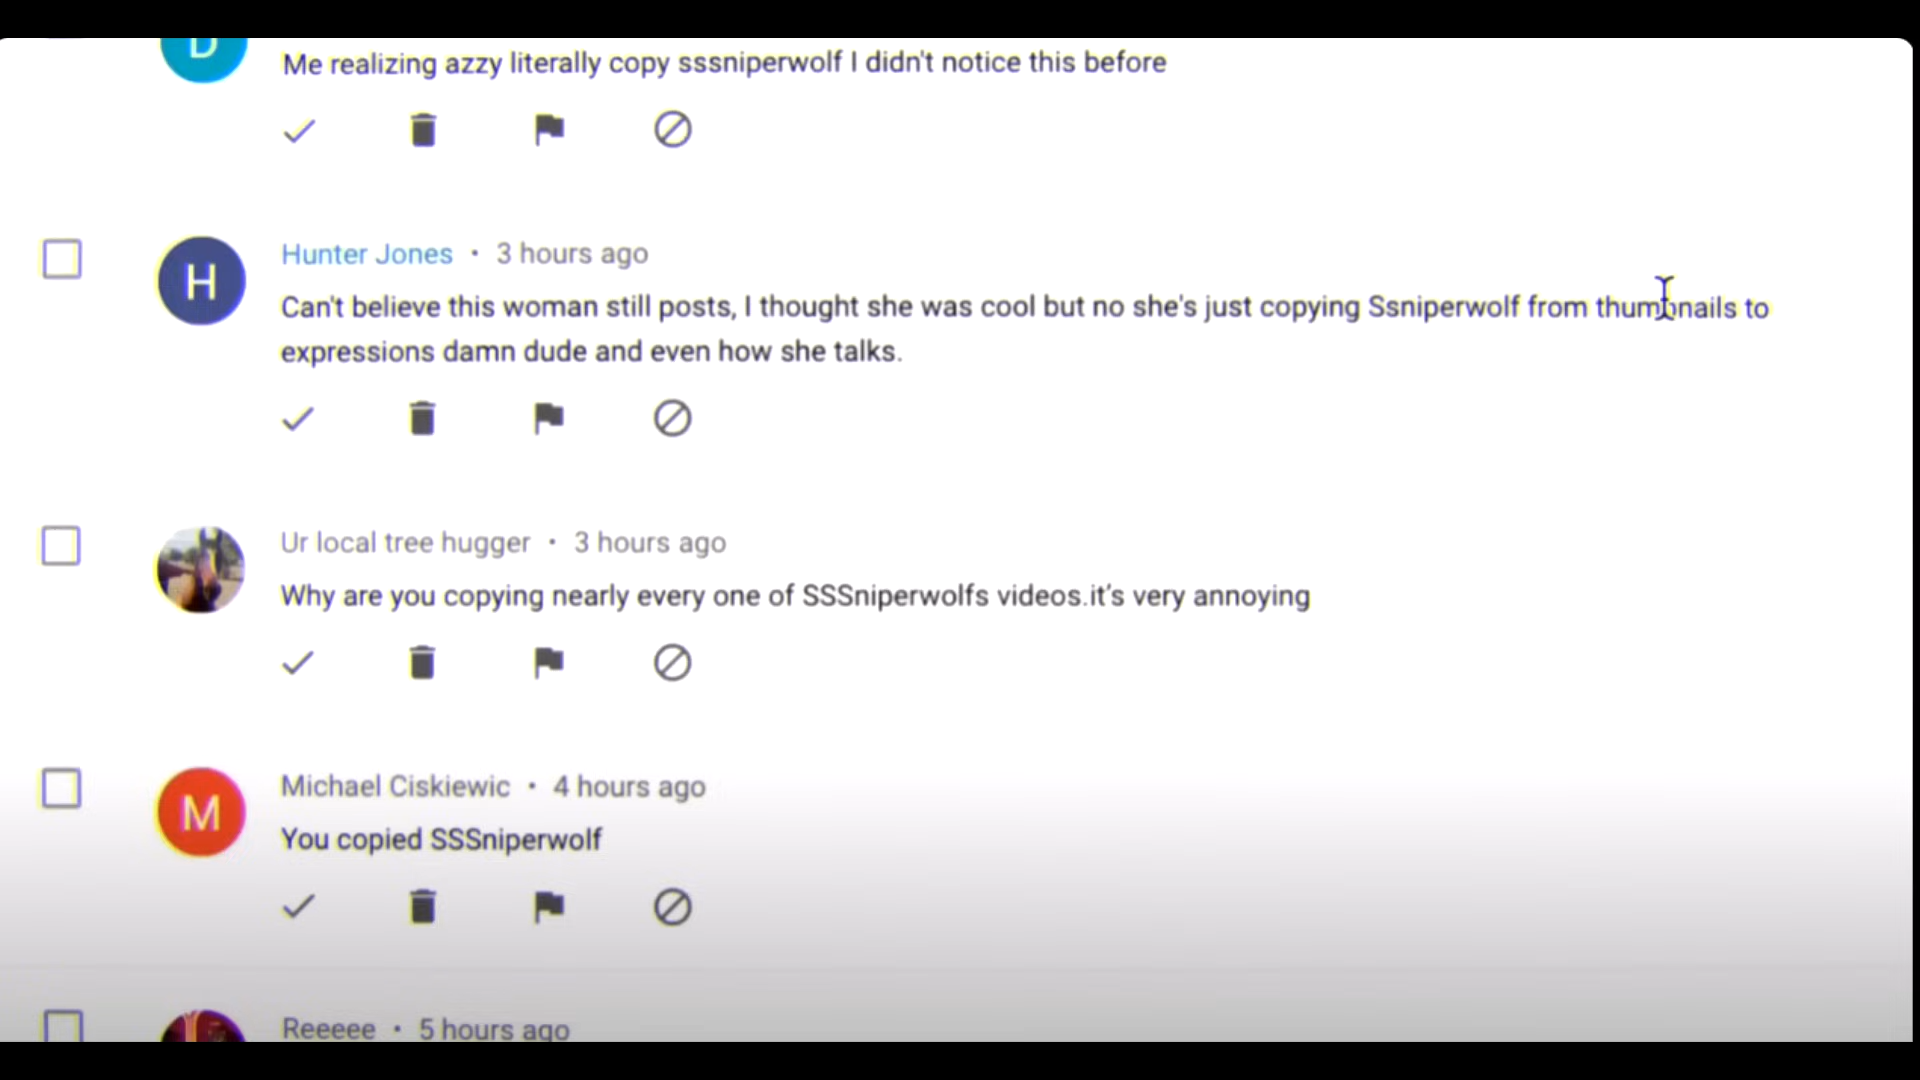 D
Me realizing azzy literally copy sssniperwolf I didn't notice this before
H
Hunter Jones • 3 hours ago
Can't believe this woman still posts, I thought she was cool but no she's just copying Ssniperwolf from thumbnails to
expressions damn dude and even how she talks.
Ur local tree hugger • 3 hours ago
Why are you copying nearly every one of SSSniperwolfs videos.it's very annoying
M
Michael Ciskiewic • 4 hours ago
You copied SSSniperwolf
Reeeee • 5 hours ago